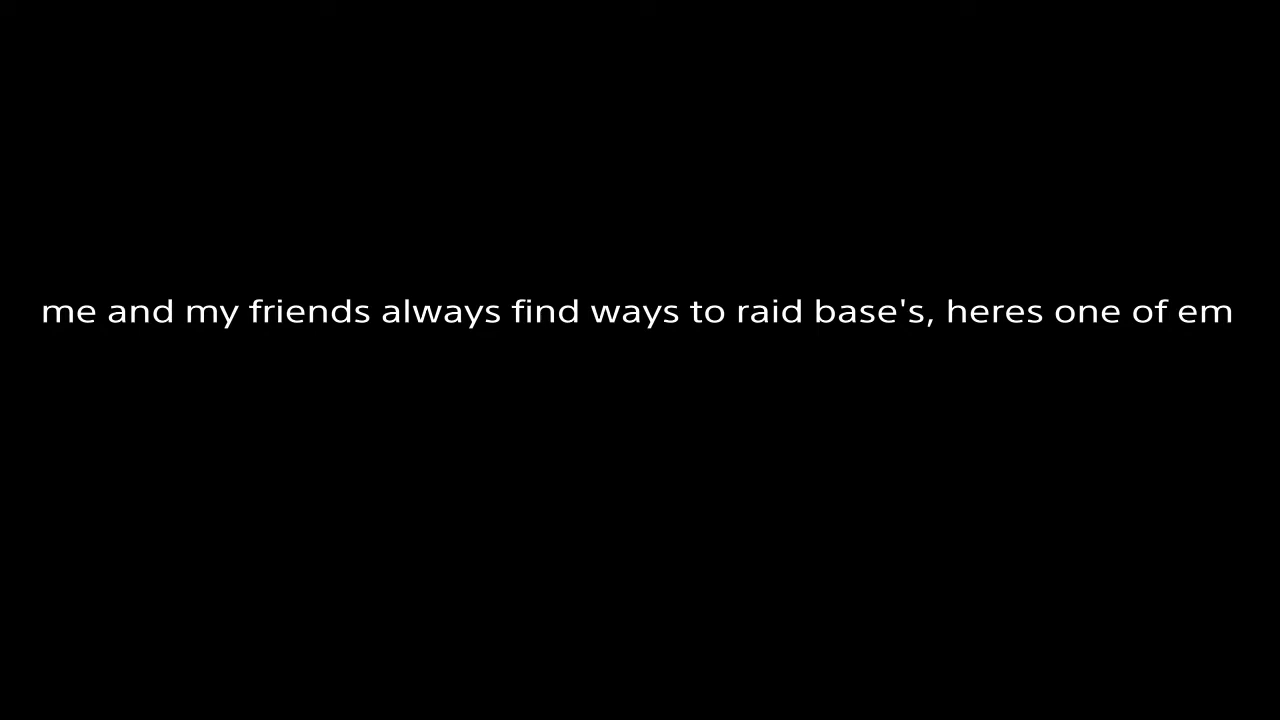 me and my friends always find ways to raid base's, heres one of em